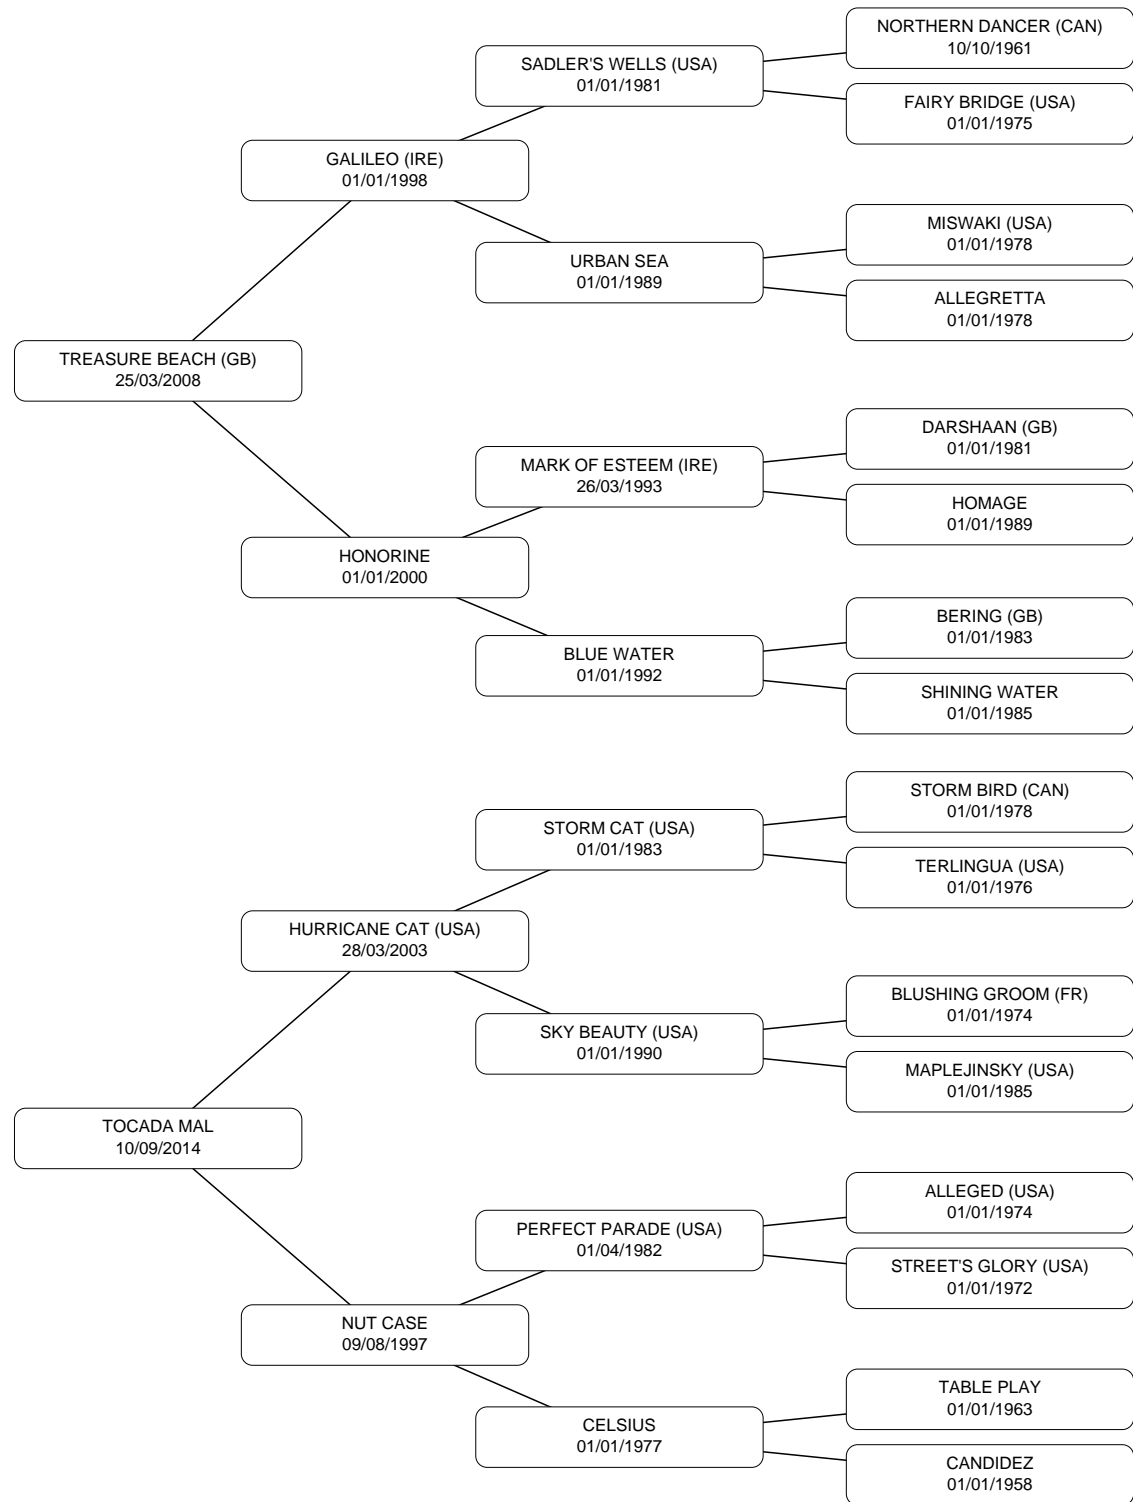 NORTHERN DANCER (CAN)
10/10/1961
SADLER'S WELLS (USA)
01/01/1981
FAIRY BRIDGE (USA)
01/01/1975
GALILEO (IRE)
01/01/1998
MISWAKI (USA)
01/01/1978
URBAN SEA
01/01/1989
ALLEGRETTA
01/01/1978
TREASURE BEACH (GB)
25/03/2008
DARSHAAN (GB)
01/01/1981
MARK OF ESTEEM (IRE)
26/03/1993
HOMAGE
01/01/1989
HONORINE
01/01/2000
BERING (GB)
01/01/1983
BLUE WATER
01/01/1992
SHINING WATER
01/01/1985
STORM BIRD (CAN)
01/01/1978
STORM CAT (USA)
01/01/1983
TERLINGUA (USA)
01/01/1976
HURRICANE CAT (USA)
28/03/2003
BLUSHING GROOM (FR)
01/01/1974
SKY BEAUTY (USA)
01/01/1990
MAPLEJINSKY (USA)
01/01/1985
TOCADA MAL
10/09/2014
ALLEGED (USA)
01/01/1974
PERFECT PARADE (USA)
01/04/1982
STREET'S GLORY (USA)
01/01/1972
NUT CASE
09/08/1997
TABLE PLAY
01/01/1963
CELSIUS
01/01/1977
CANDIDEZ
01/01/1958